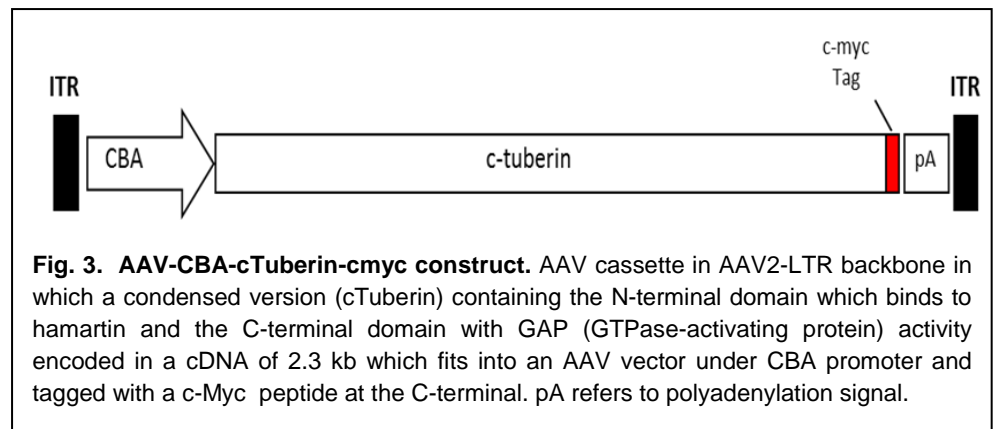 c-myc
Tag
ITR
ITR
CBA
c-tuberin
pA
Fig. 3. AAV-CBA-cTuberin-cmyc construct. AAV cassette in AAV2-LTR backbone in
which a condensed version (cTuberin) containing the N-terminal domain which binds to
hamartin and the C-terminal domain with GAP (GTPase-activating protein) activity
encoded in a cDNA of 2.3 kb which fits into an AAV vector under CBA promoter and
tagged with a c-Myc peptide at the C-terminal. pA refers to polyadenylation signal.